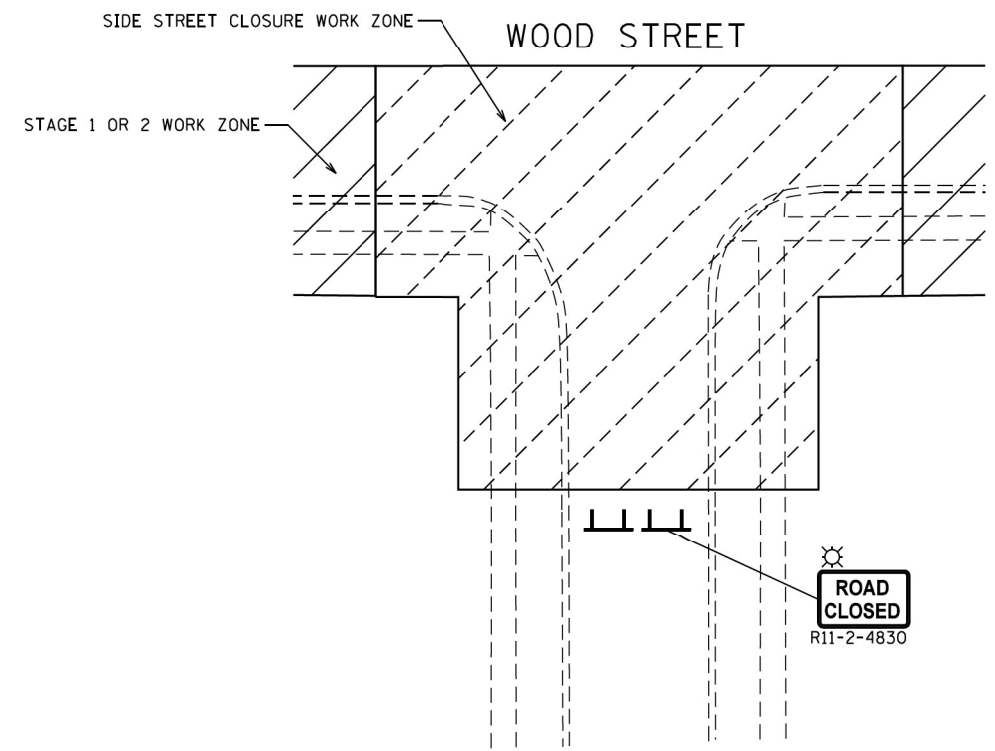 SIDE STREET CLOSURE WORK ZONE
WOOD STREET
STAGE 1 OR 2 WORK ZONE
ROAD
CLOSED
R11-2-4830